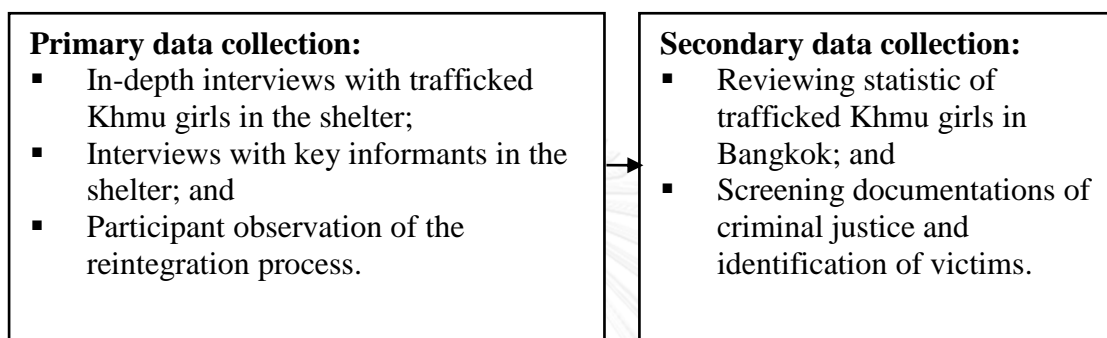 Primary data collection:
▪ In-depth interviews with trafficked
Khmu girls in the shelter;
▪ Interviews with key informants in the
shelter; and
▪ Participant observation of the
reintegration process.
Secondary data collection:
▪ Reviewing statistic of
trafficked Khmu girls in
Bangkok; and
▪ Screening documentations of
criminal justice and
identification of victims.